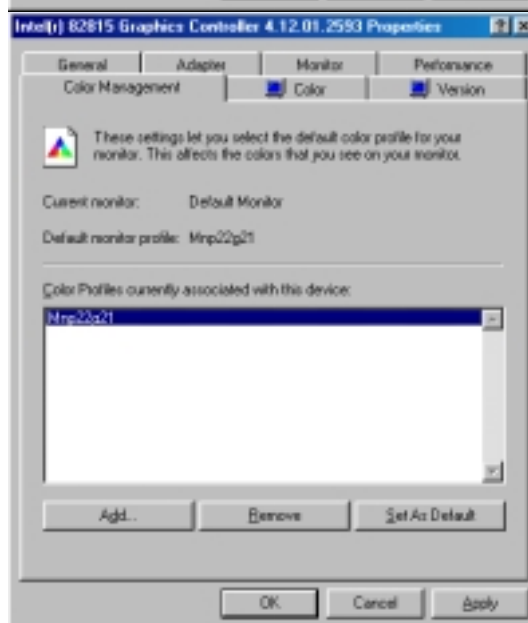 Intel(r) 82815 Graphics Controller 4.12.01.2593 Properties
General Adapter Monitor Performance
Color Management Color Version
These settings let you select the default color profile for your
monitor. This affects the colors that you see on your monitor.
Current monitor: Default Monitor
Default monitor profile: Mnp22g21
Color Profiles currently associated with this device:
Mnp22g21
Add... Remove Set As Default
OK Cancel Apply